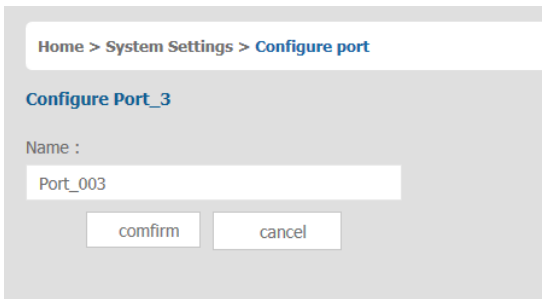 Home > System Settings > Configure port
Configure Port_3
Name :
Port_003
comfirm cancel